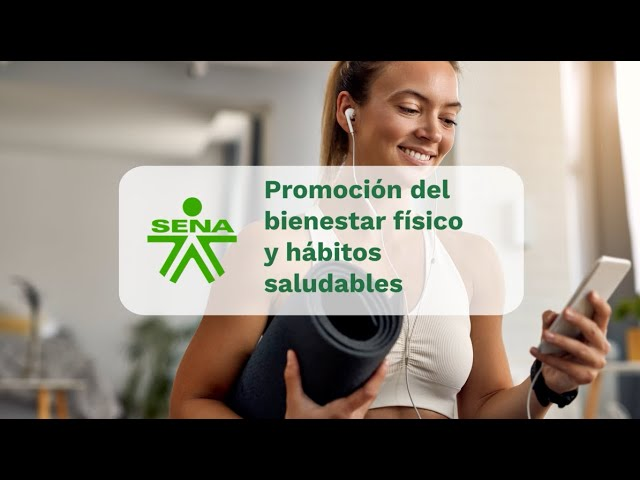 SENA
Promoción del
bienestar físico
y hábitos
saludables